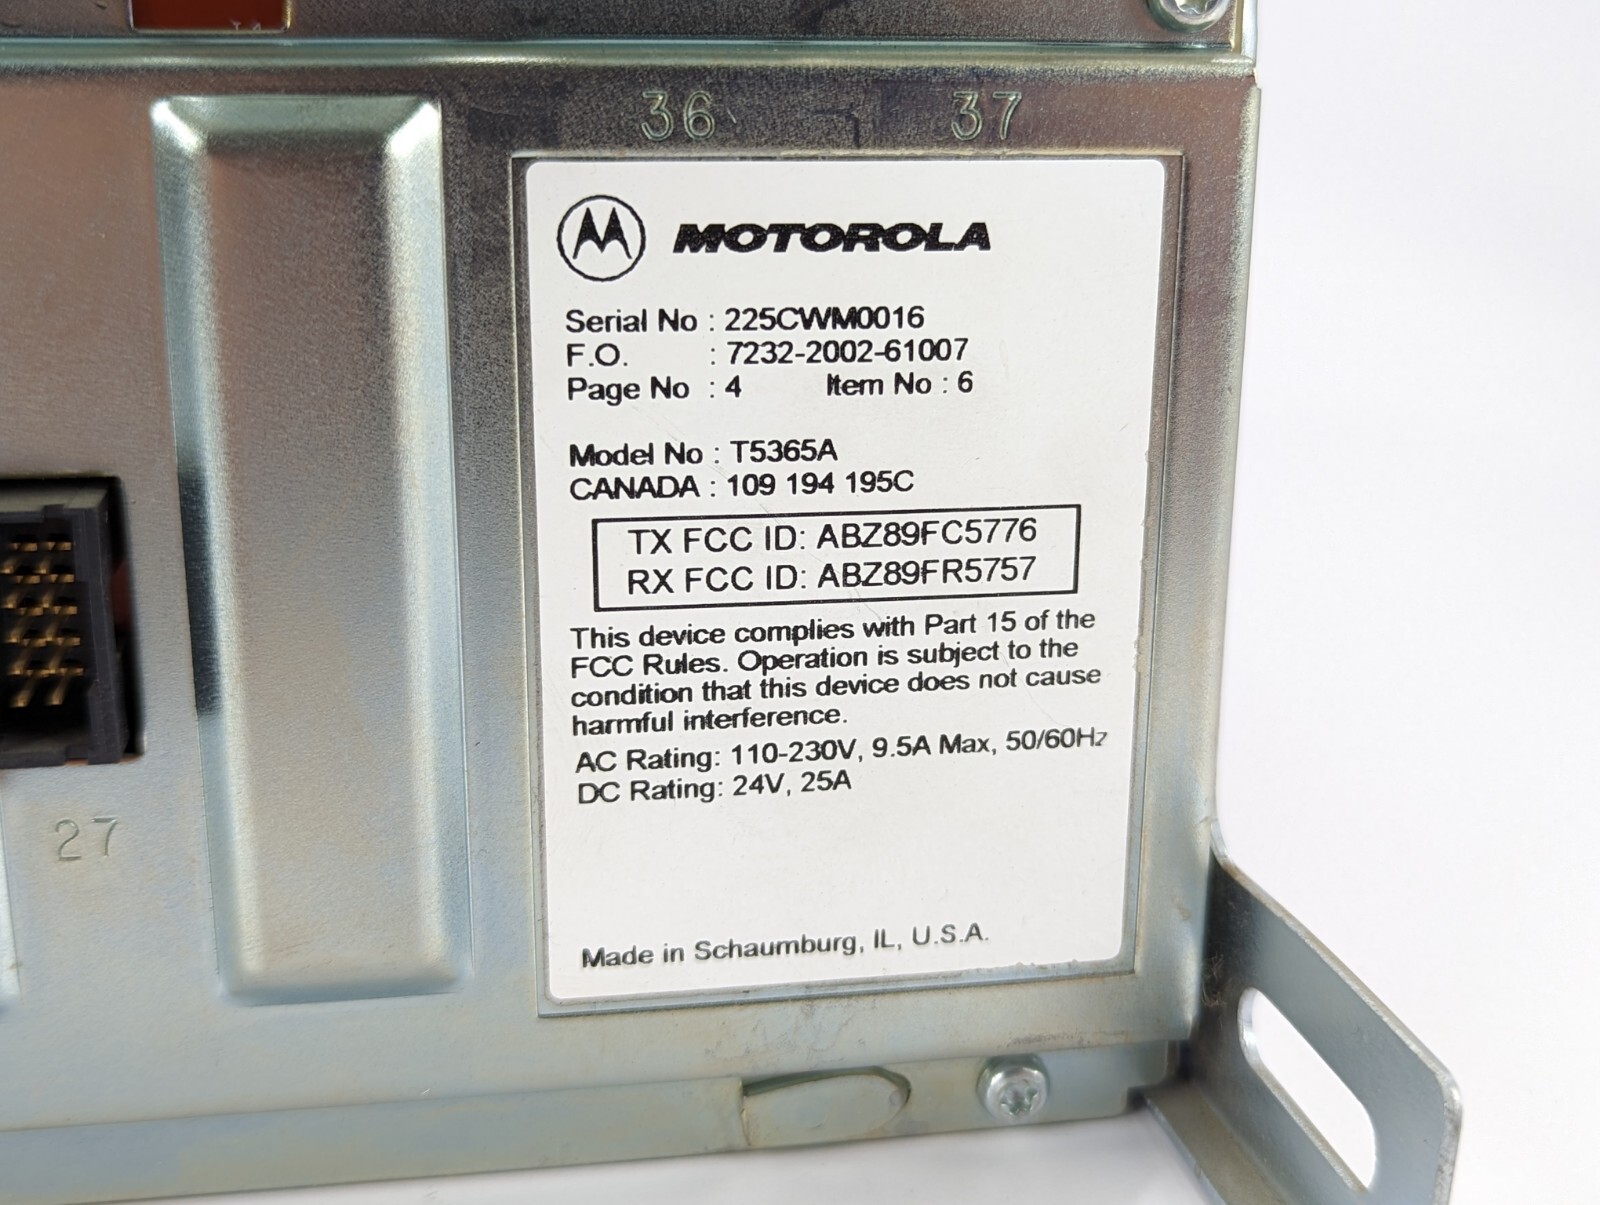 36 37
MOTOROLA
Serial No : 225CWM0016
F.O. : 7232-2002-61007
Page No : 4 Item No : 6
Model No : T5365A
CANADA : 109 194 195C
TX FCC ID: ABZ89FC5776
RX FCC ID: ABZ89FR5757
This device complies with Part 15 of the
FCC Rules. Operation is subject to the
condition that this device does not cause
harmful interference.
AC Rating: 110-230V, 9.5A Max, 50/60Hz
DC Rating: 24V, 25A
Made in Schaumburg, IL, U.S.A.
27